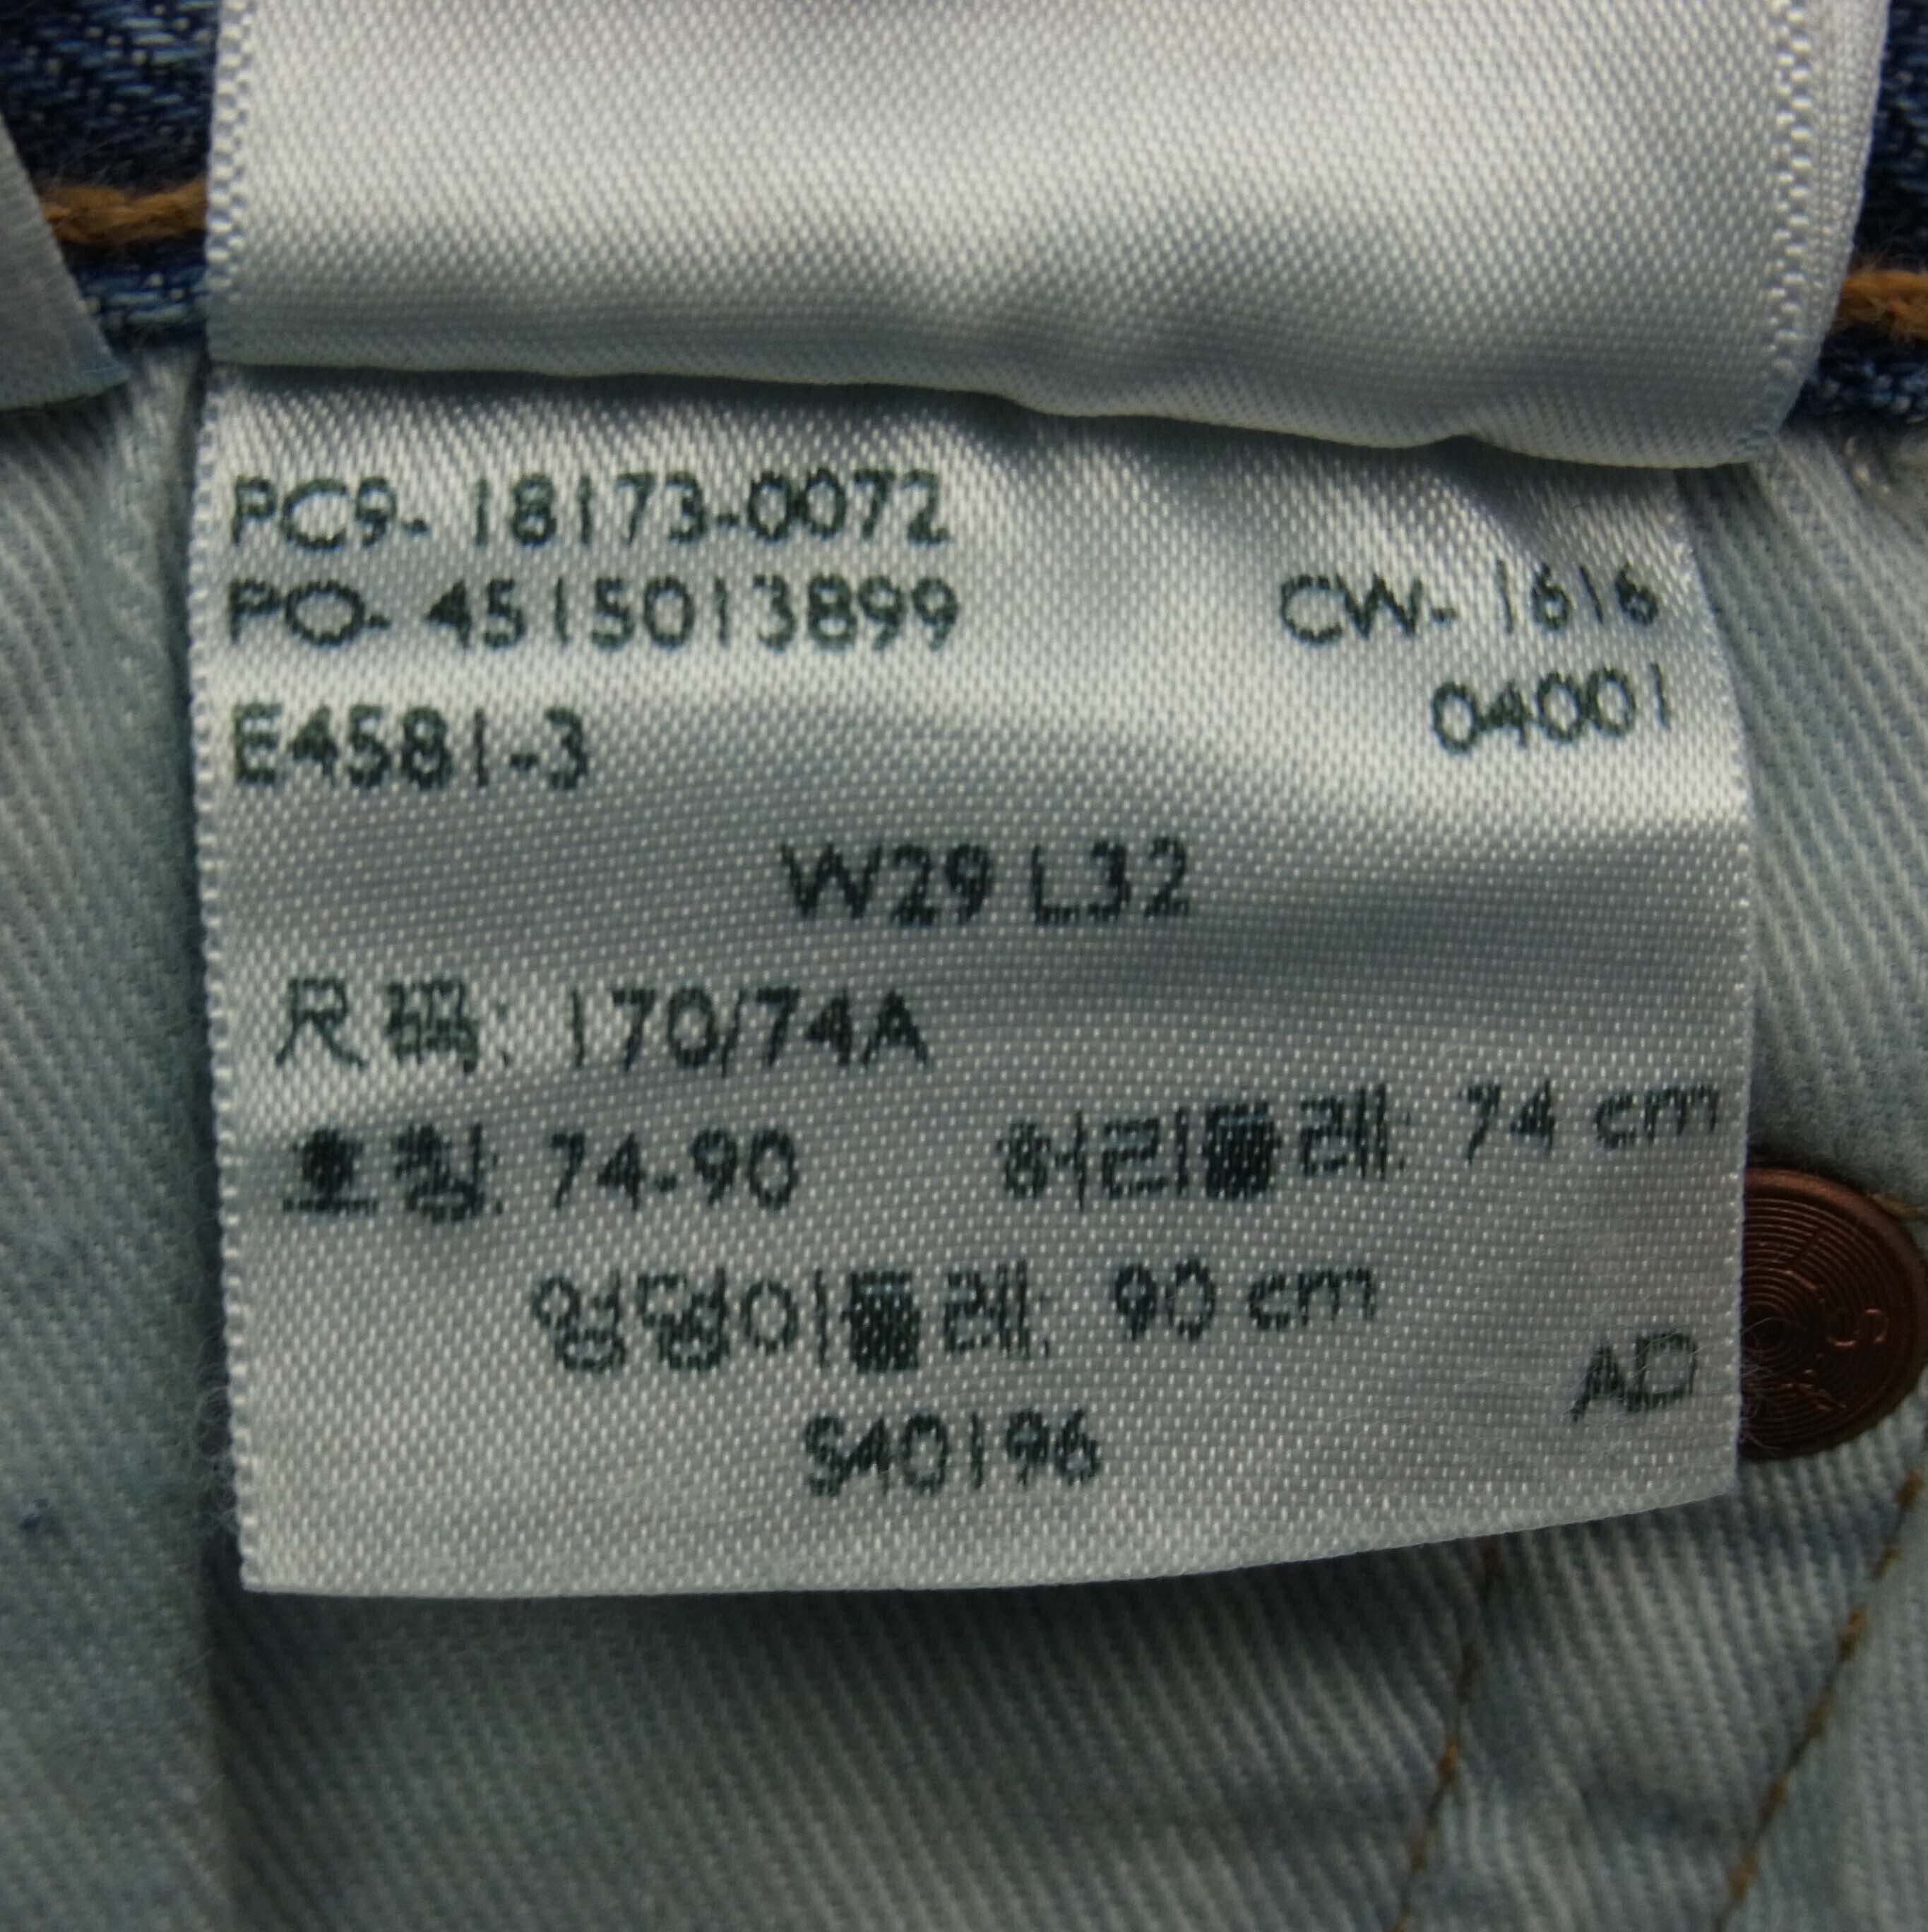 PC9- 18173-0072
PO- 4515013899 CW- 1616
E4581-3 04001
W29 L32
尺码: 170/74A
호칭: 74-90 허리둘레: 74 cm
엉덩이둘레: 90 cm
AD
S40196